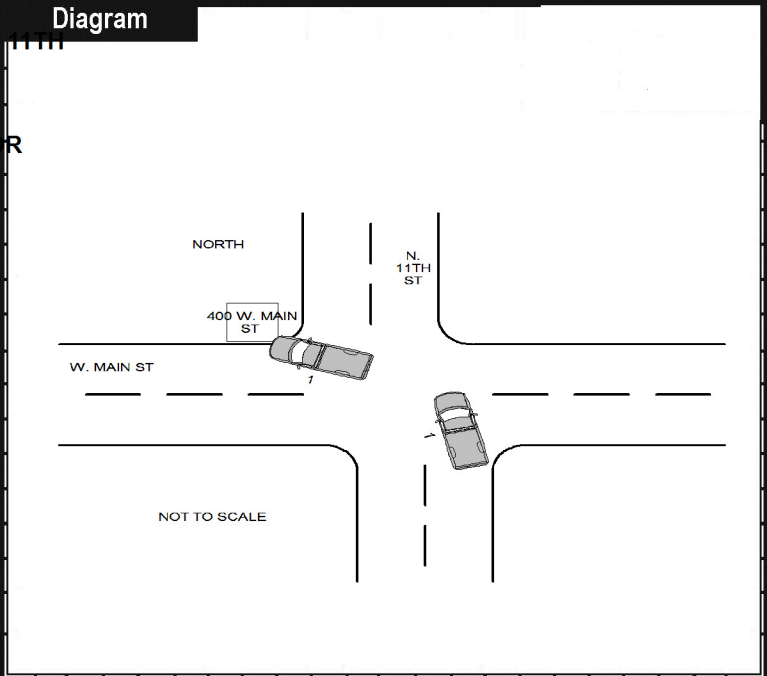 Diagram
11TH
R
NORTH
N.
11TH
ST
400 W. MAIN
ST
W. MAIN ST
1
1
NOT TO SCALE